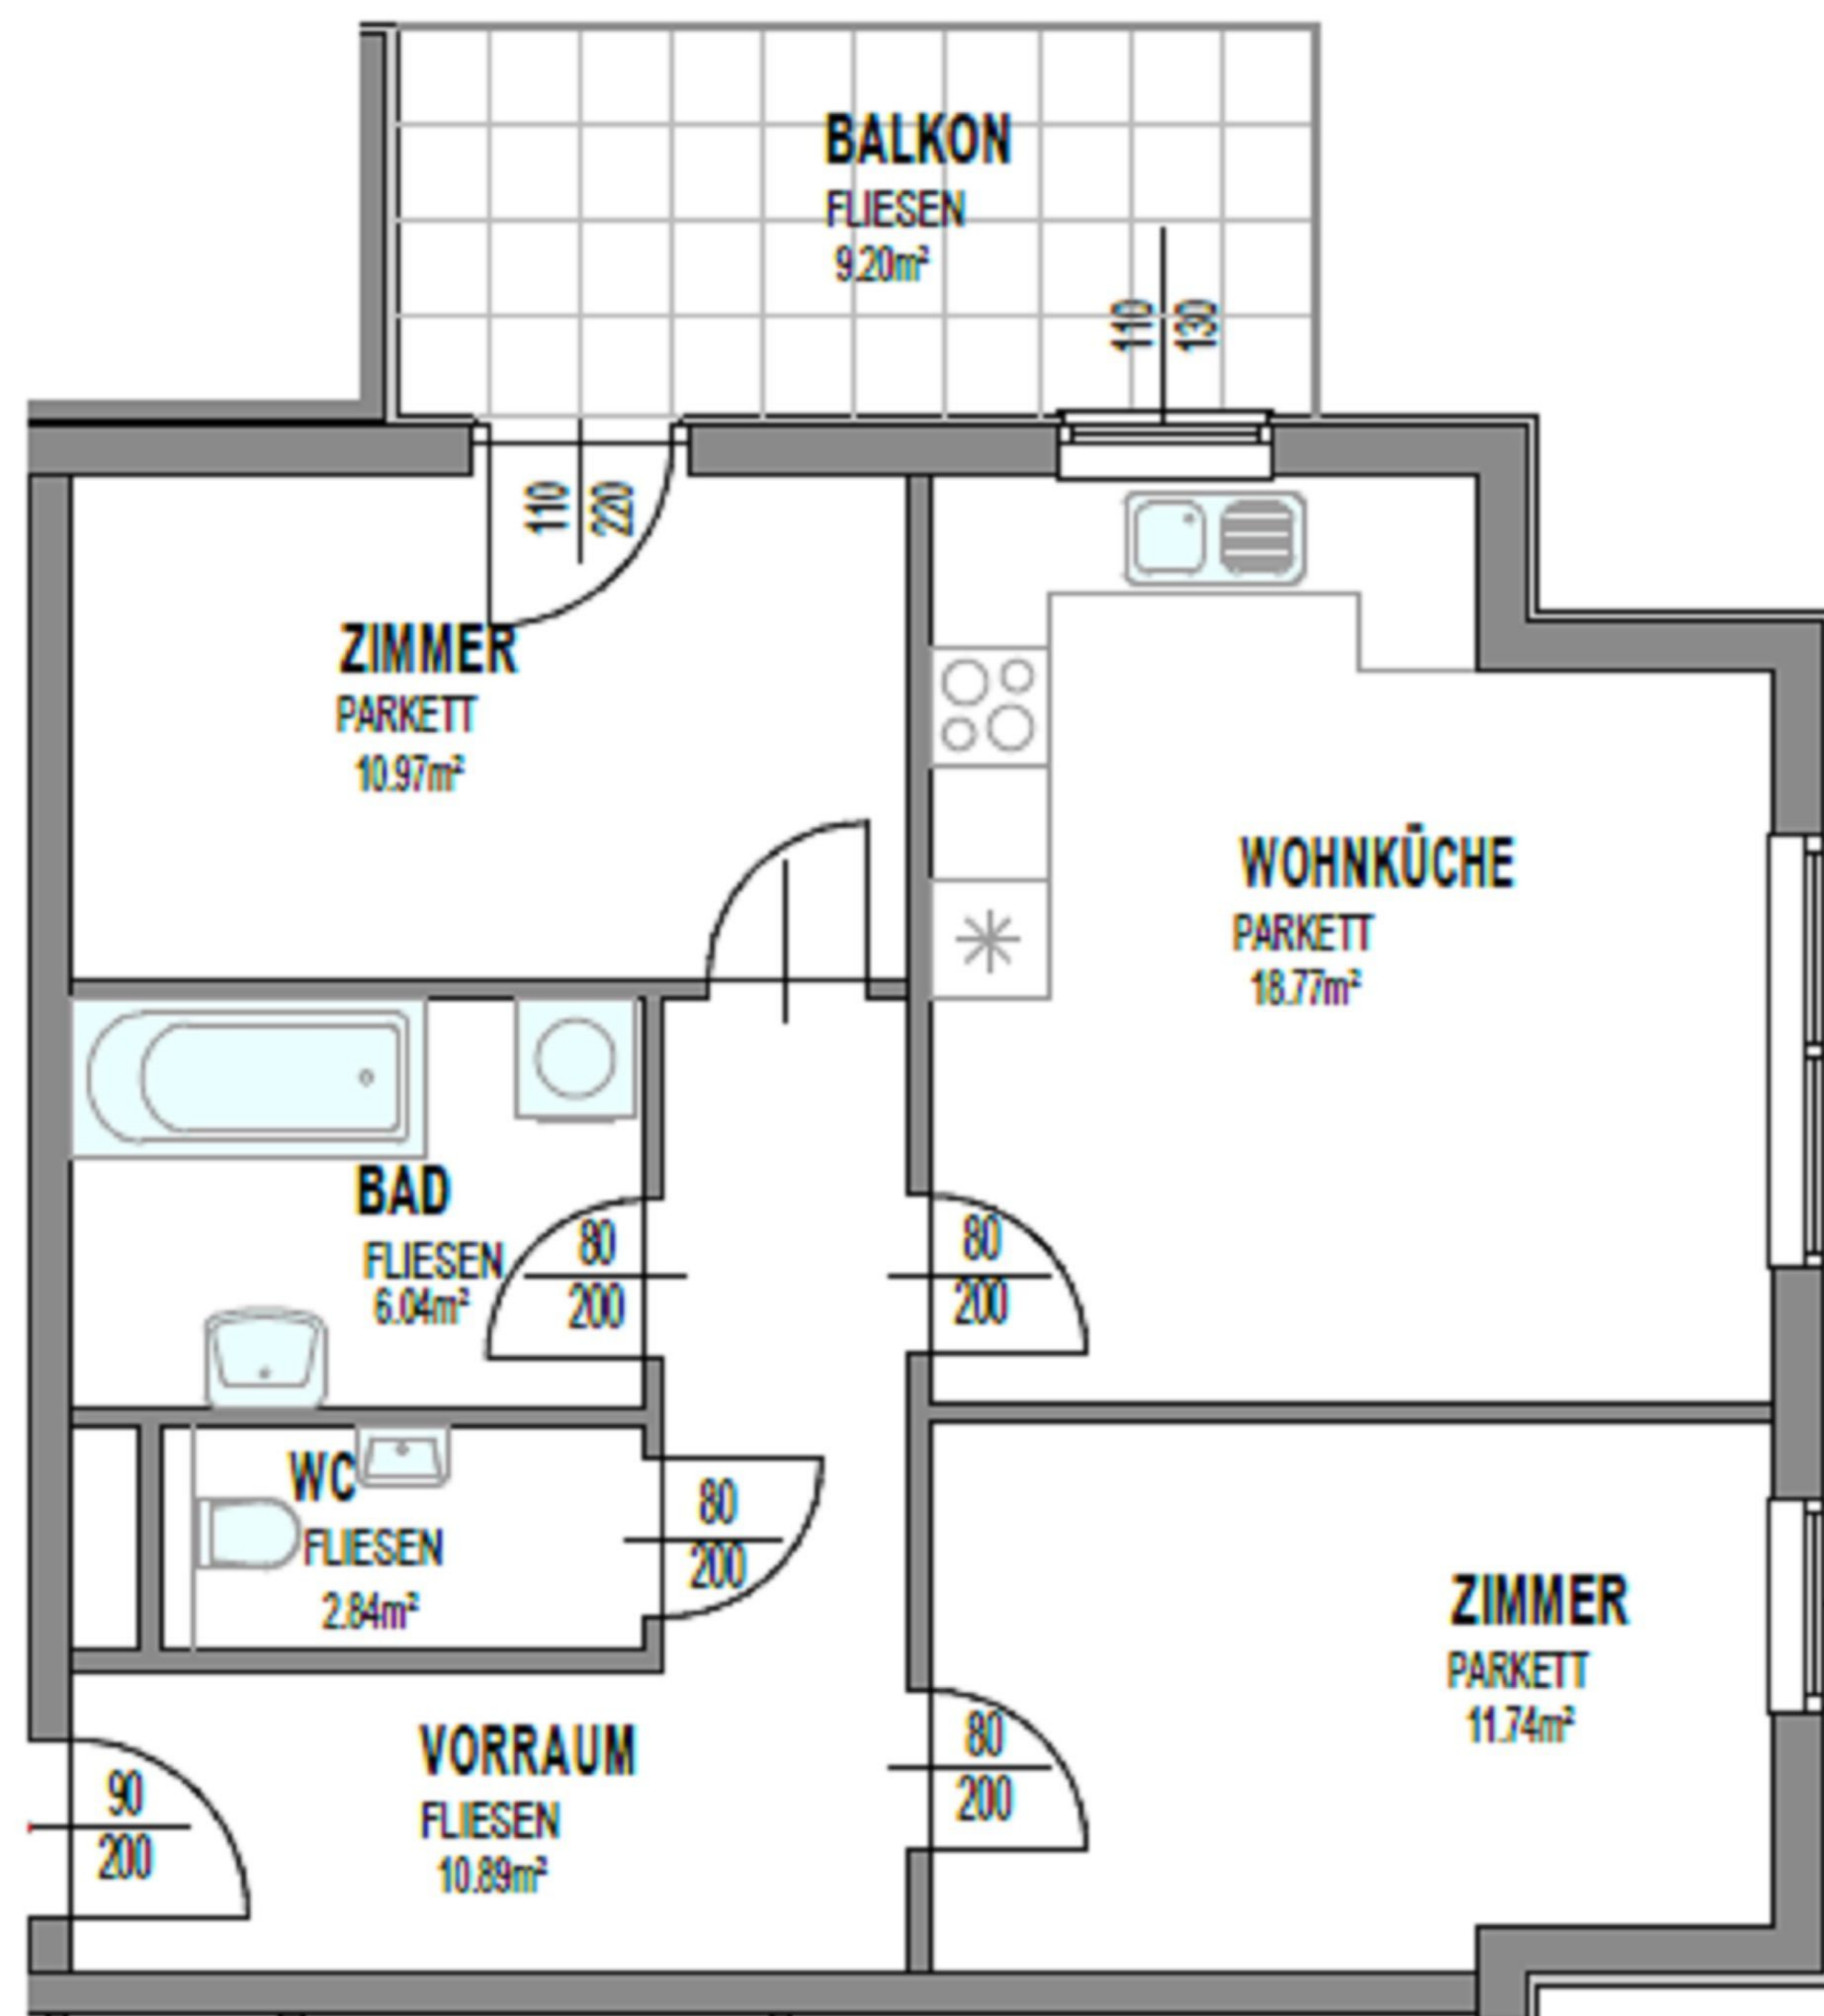 BALKON
FLIESEN
9.20m²
110
130
110
220
ZIMMER
PARKETT
10.97m²
WOHNKÜCHE
PARKETT
18.77m²
BAD
FLIESEN
6.04m²
80
200
80
200
WC
FLIESEN
2.84m²
80
200
ZIMMER
PARKETT
11.74m²
VORRAUM
FLIESEN
10.89m²
80
200
90
200